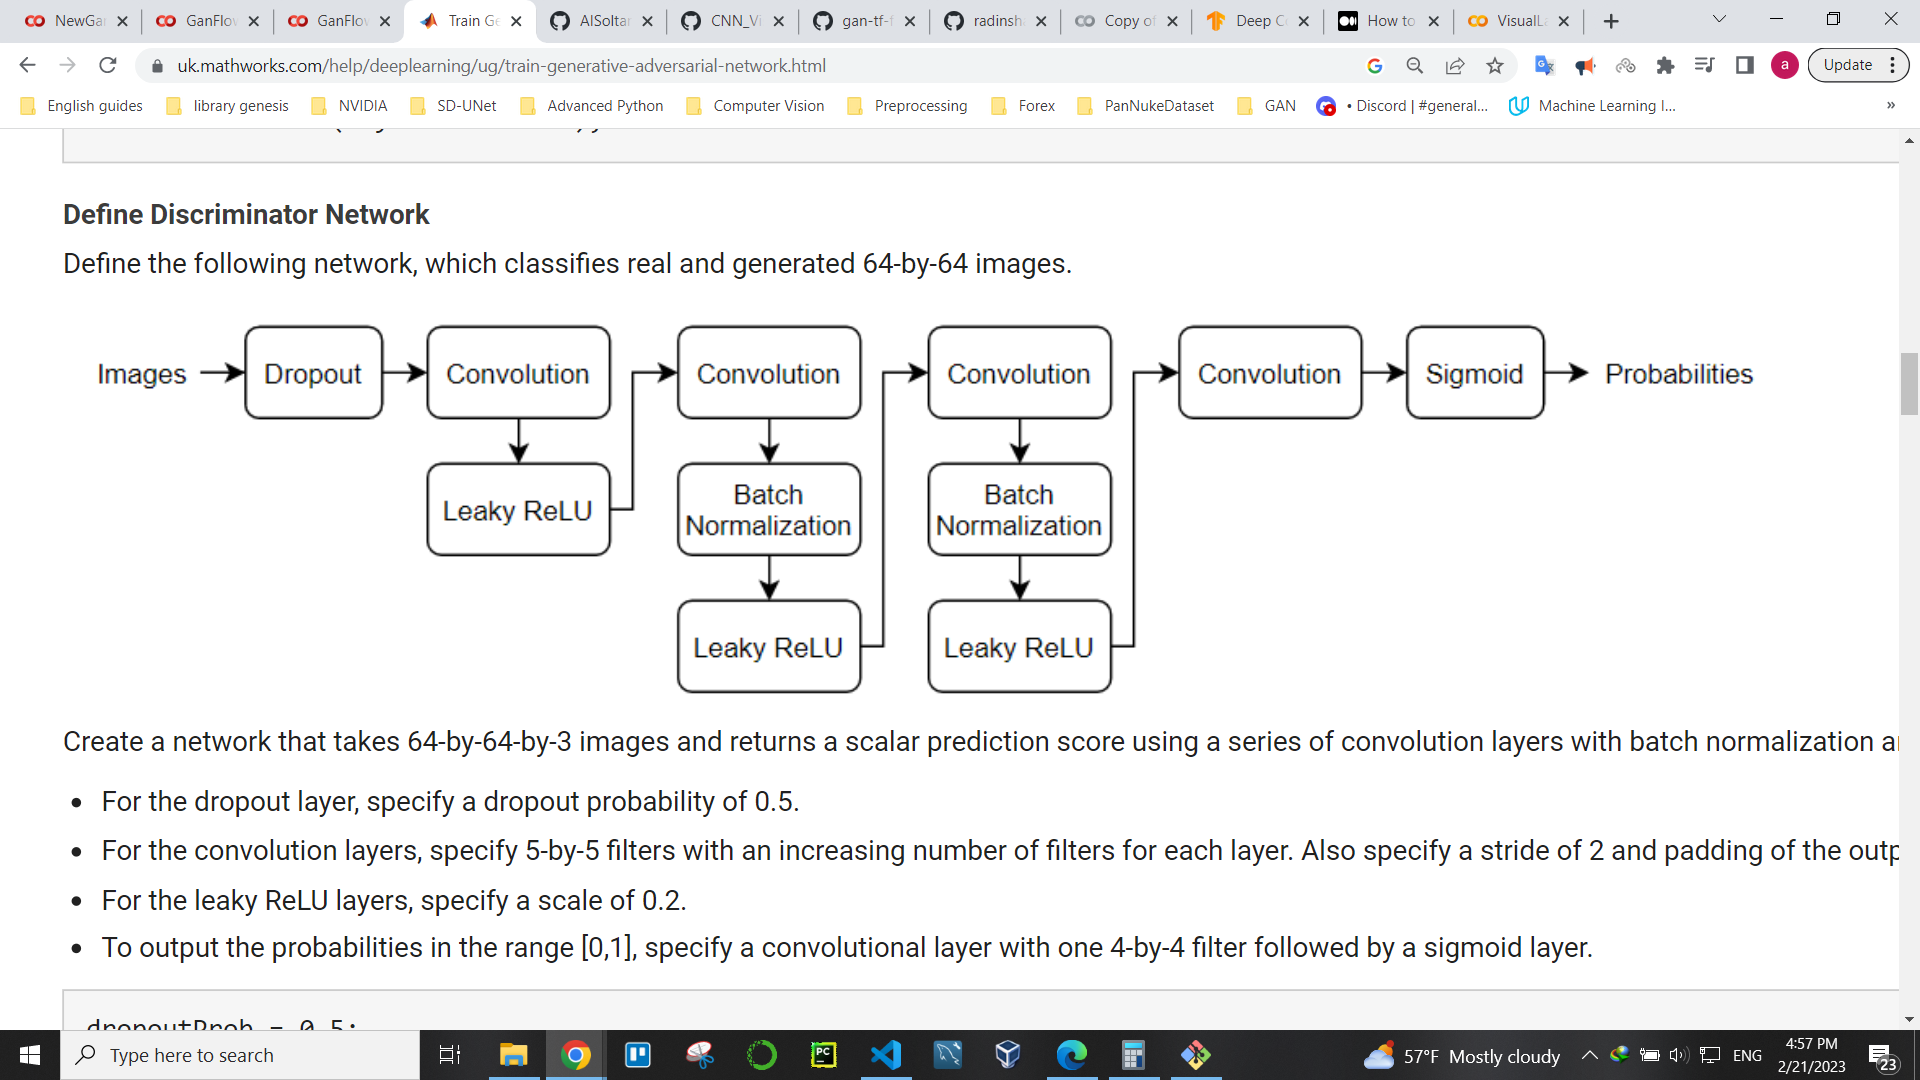 NewGan GanFlow GanFlow Train Ge AISoltan CNN_Vi gan-tf- radinsh Copy of Deep C How to VisualL
uk.mathworks.com/help/deeplearning/ug/train-generative-adversarial-network.html a Update
English guides library genesis NVIDIA SD-UNet Advanced Python Computer Vision Preprocessing Forex PanNukeDataset GAN • Discord | #general... Machine Learning I... »
Define Discriminator Network
Define the following network, which classifies real and generated 64-by-64 images.
Images Dropout Convolution Convolution Convolution Convolution Sigmoid Probabilities
Leaky ReLU Batch Normalization Batch Normalization
Leaky ReLU Leaky ReLU
Create a network that takes 64-by-64-by-3 images and returns a scalar prediction score using a series of convolution layers with batch normalization a
• For the dropout layer, specify a dropout probability of 0.5.
• For the convolution layers, specify 5-by-5 filters with an increasing number of filters for each layer. Also specify a stride of 2 and padding of the outp
• For the leaky ReLU layers, specify a scale of 0.2.
• To output the probabilities in the range [0,1], specify a convolutional layer with one 4-by-4 filter followed by a sigmoid layer.
dropoutProb = 0.5;
Type here to search PC 57°F Mostly cloudy ENG 4:57 PM
2/21/2023 23